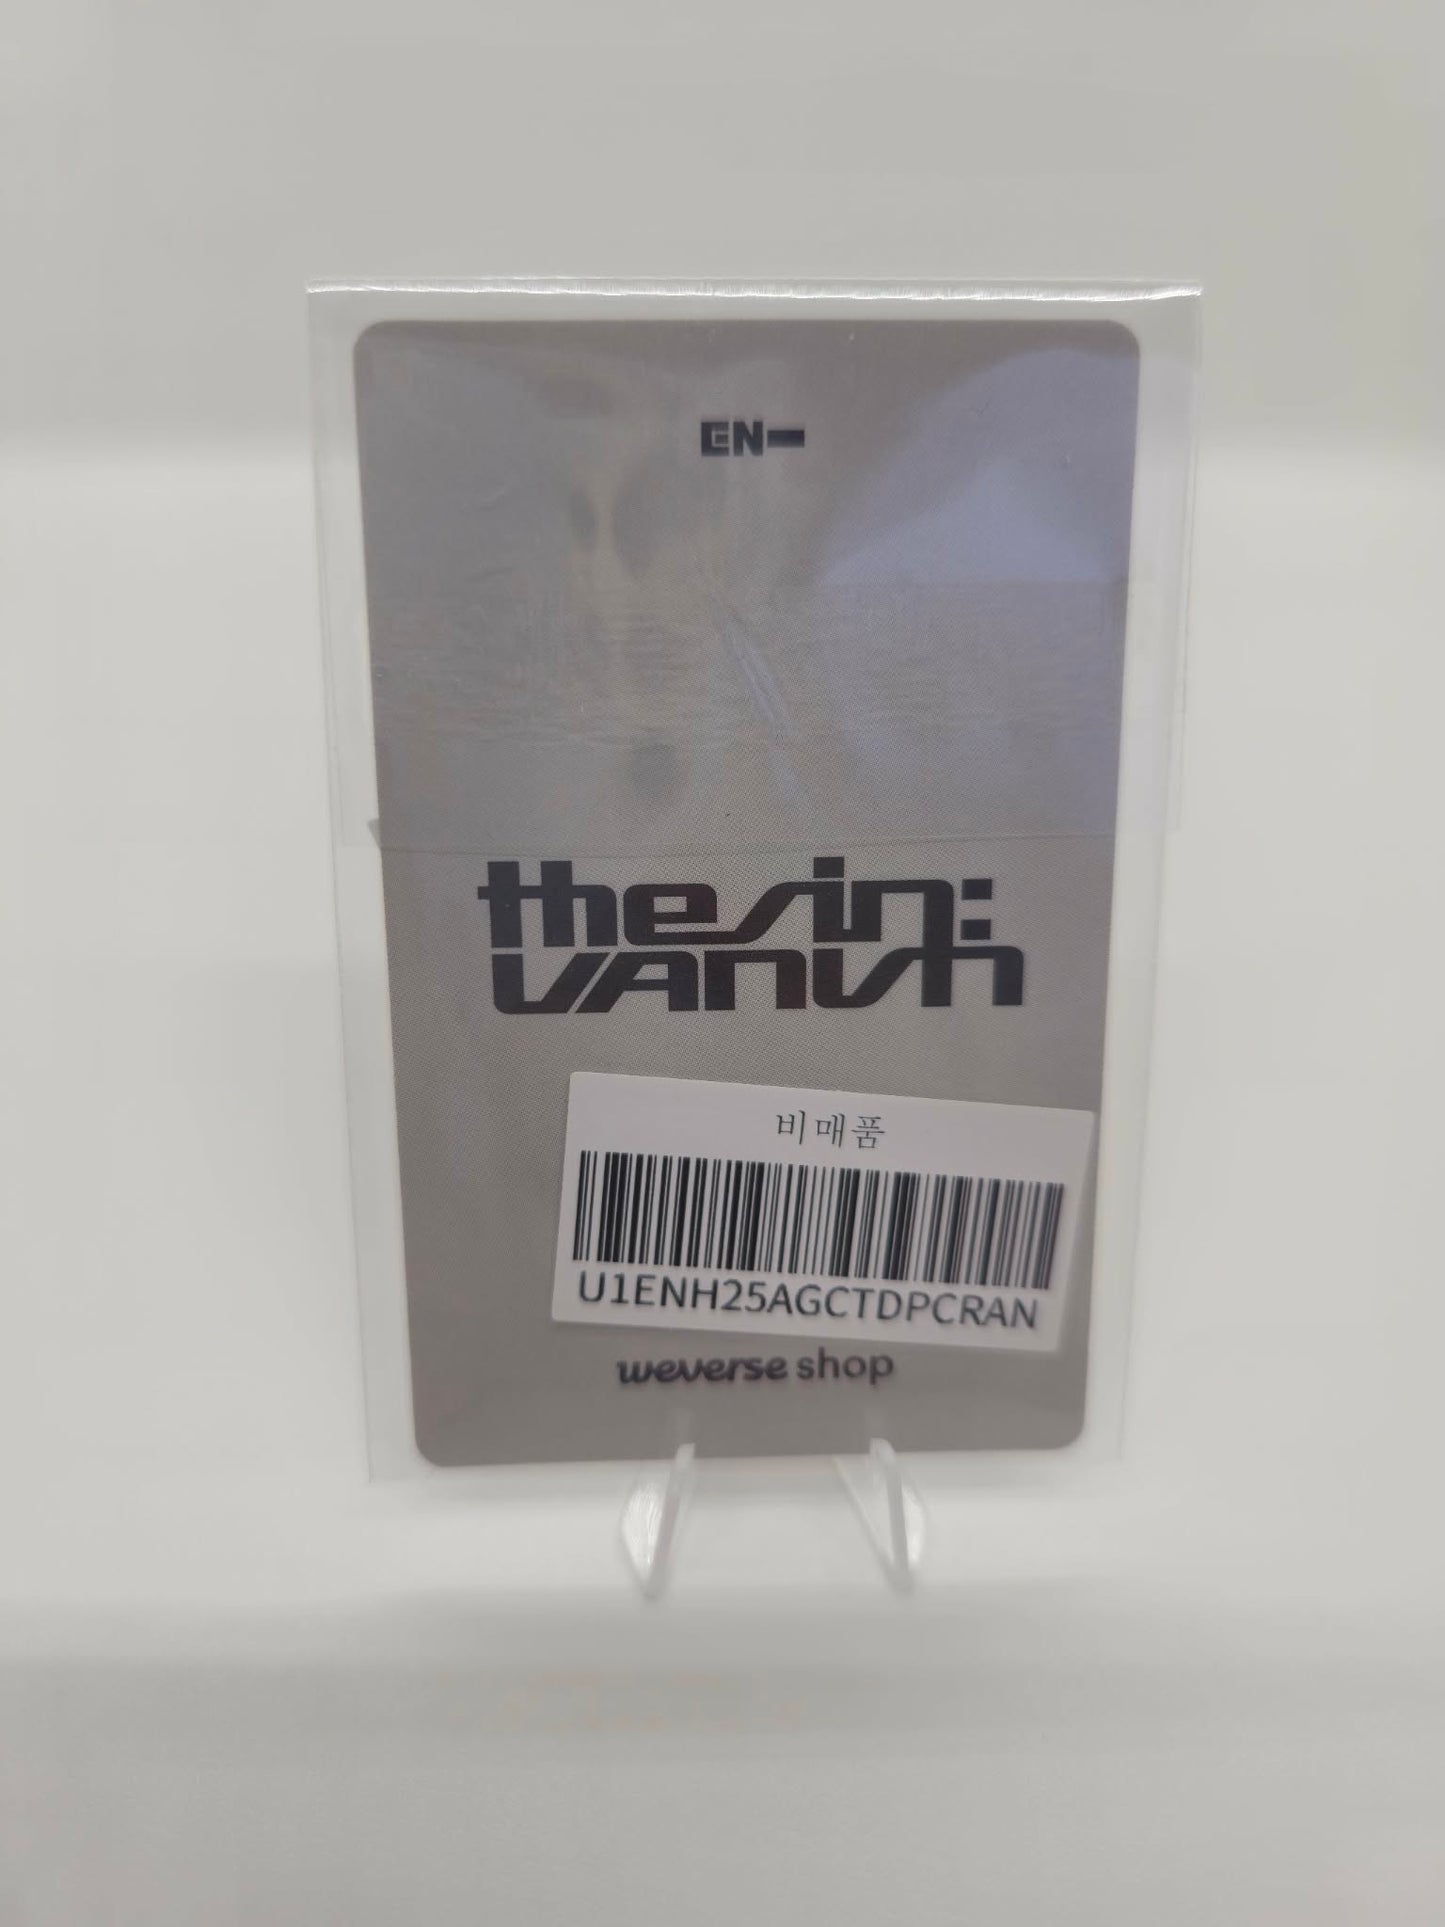 EN-
the sin:
VANISH
비매품
U1ENH25AGCTDPCRAN
weverse shop